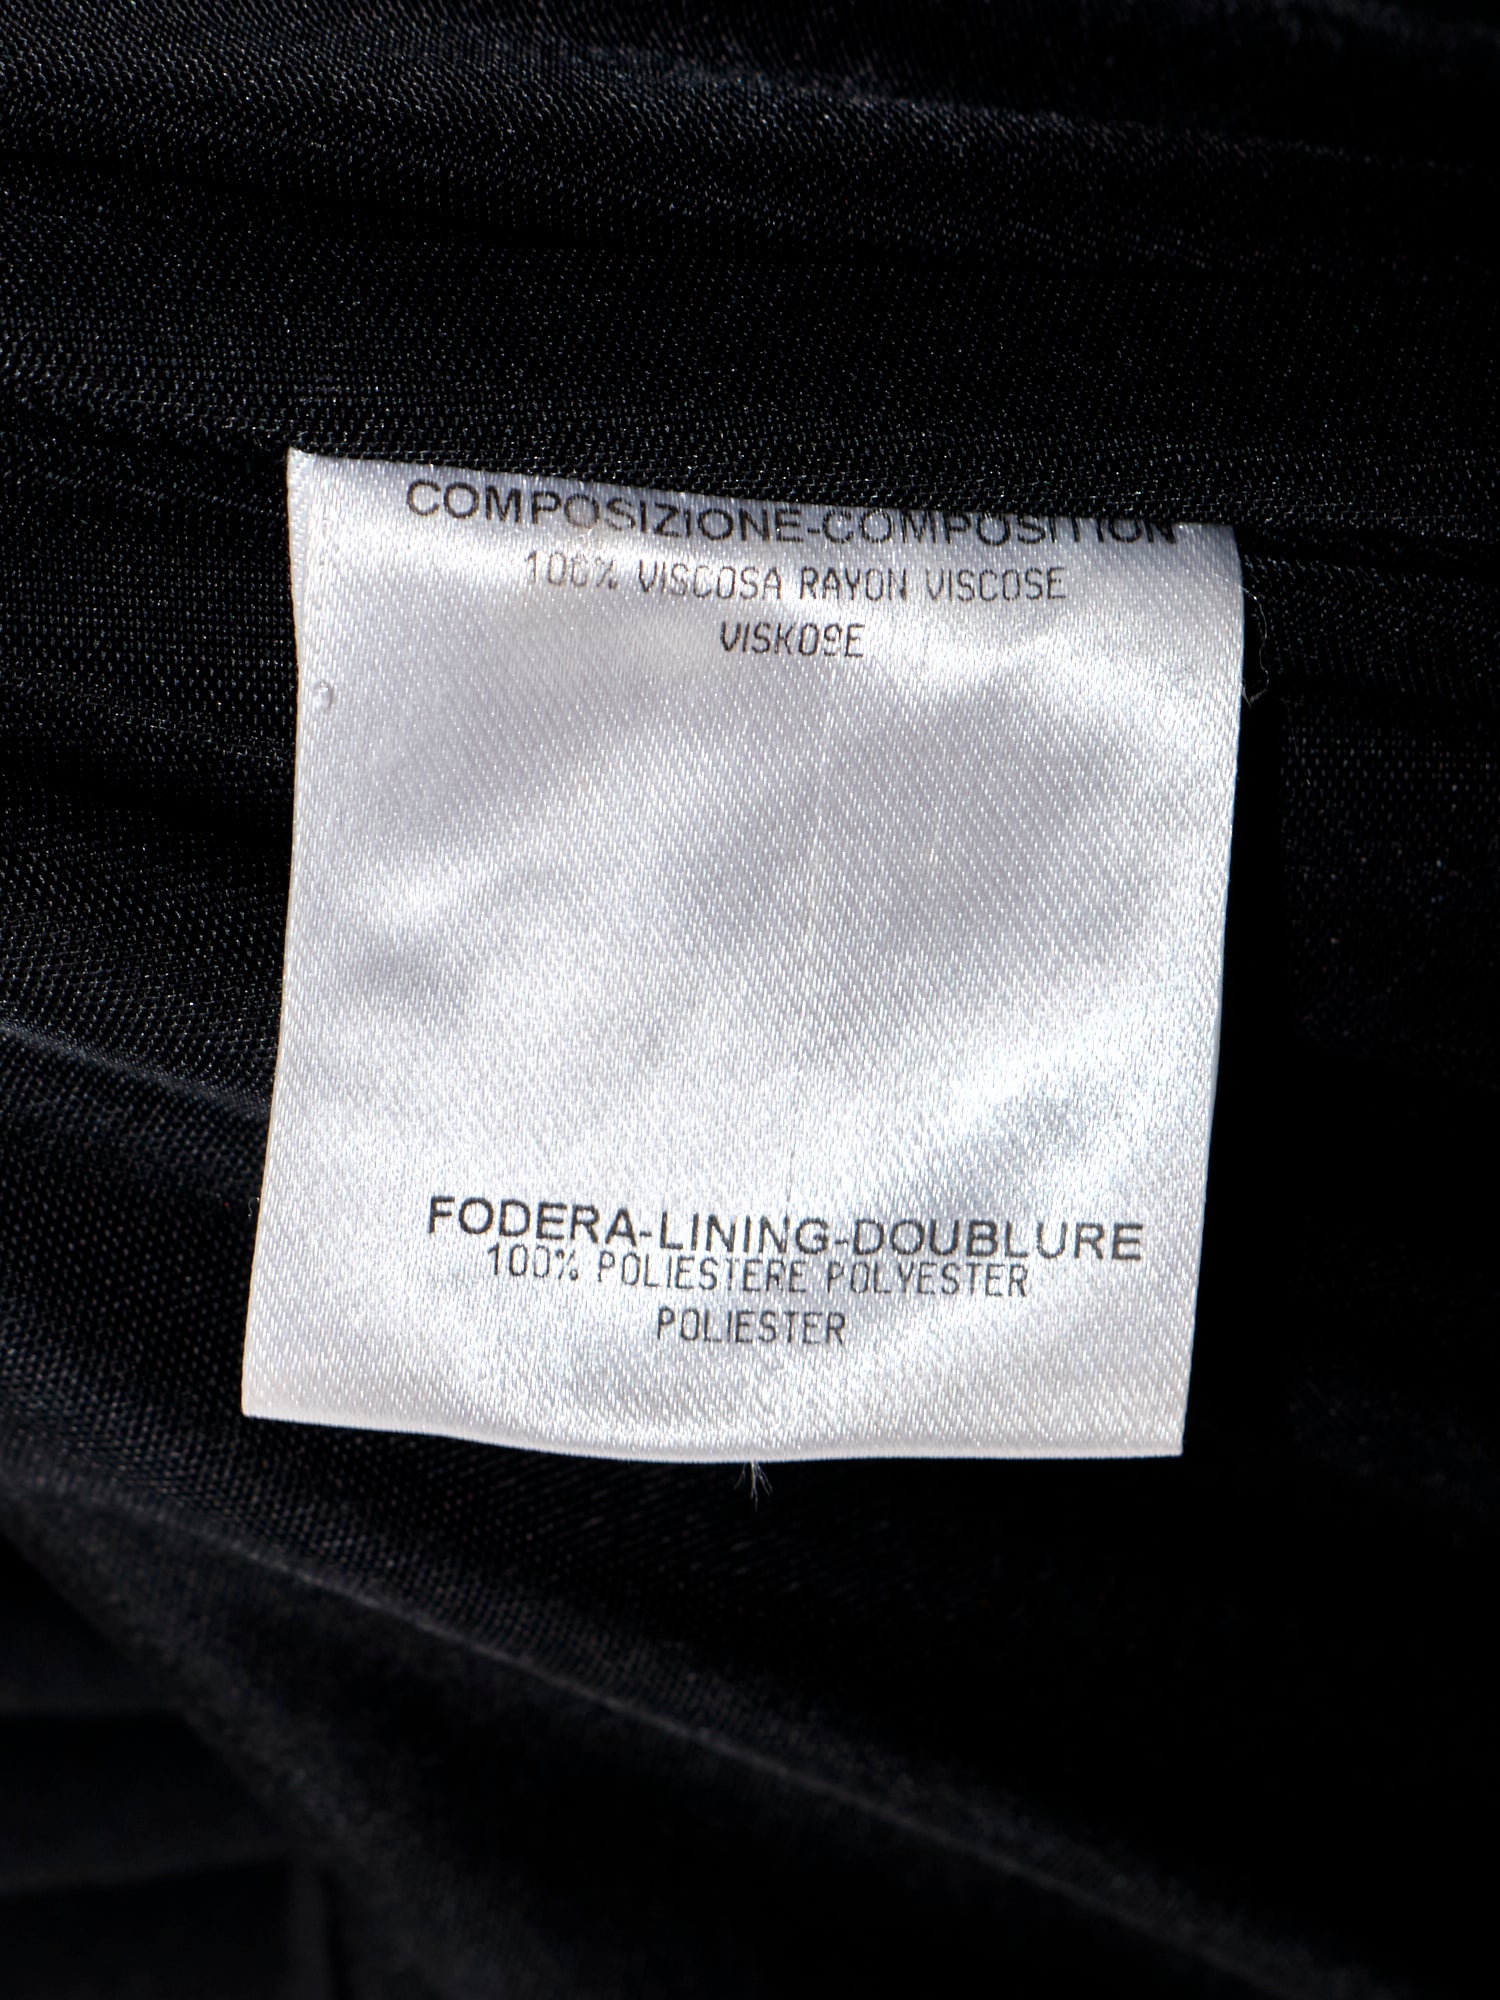 COMPOSIZIONE-COMPOSITION
100% VISCOSA RAYON VISCOSE
VISKOSE
FODERA-LINING-DOUBLURE
100% POLIESTERE POLYESTER
POLIESTER